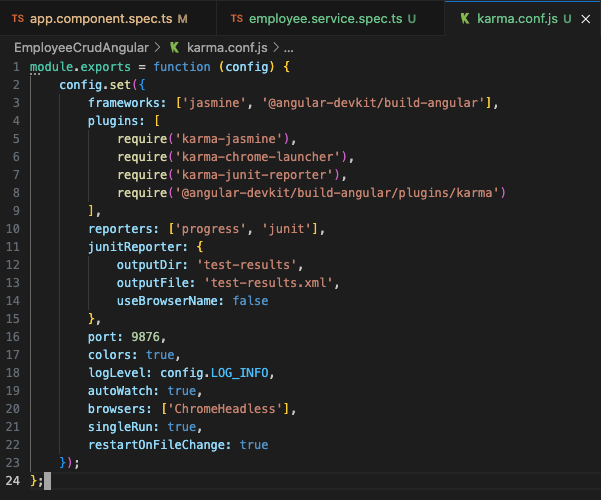 TS app.component.spec.ts M
TS employee.service.spec.ts U
karma.conf.js U
EmployeeCrudAngular > karma.conf.js > ...
1 module.exports = function (config) {
2     config.set({
3         frameworks: ['jasmine', '@angular-devkit/build-angular'],
4         plugins: [
5             require('karma-jasmine'),
6             require('karma-chrome-launcher'),
7             require('karma-junit-reporter'),
8             require('@angular-devkit/build-angular/plugins/karma')
9         ],
10         reporters: ['progress', 'junit'],
11         junitReporter: {
12             outputDir: 'test-results',
13             outputFile: 'test-results.xml',
14             useBrowserName: false
15         },
16         port: 9876,
17         colors: true,
18         logLevel: config.LOG_INFO,
19         autoWatch: true,
20         browsers: ['ChromeHeadless'],
21         singleRun: true,
22         restartOnFileChange: true
23     });
24 };